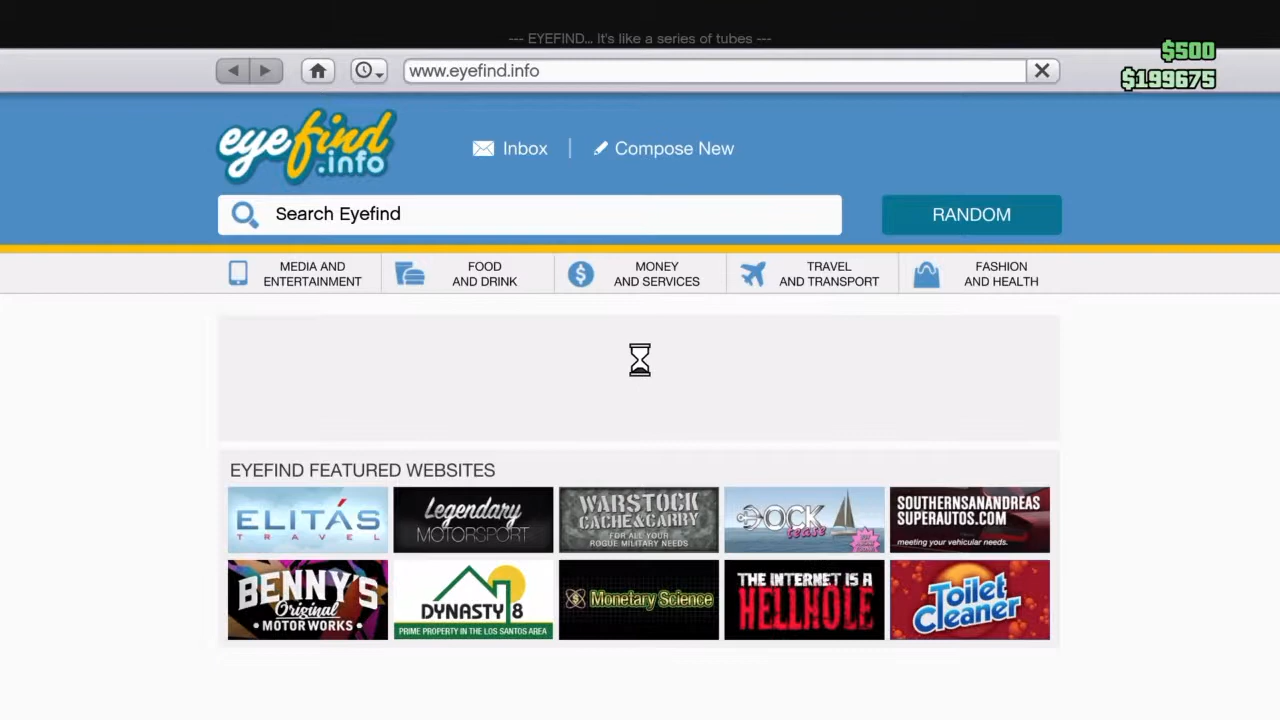 --- EYEFIND... It's like a series of tubes ---
$500
www.eyefind.info
$199675
eyefind
.info
Inbox
Compose New
Search Eyefind
RANDOM
MEDIA AND
ENTERTAINMENT
FOOD
AND DRINK
MONEY
AND SERVICES
TRAVEL
AND TRANSPORT
FASHION
AND HEALTH
EYEFIND FEATURED WEBSITES
ELITÁS
TRAVEL
Legendary
MOTORSPORT
WARSTOCK
CACHE&CARRY
FOR ALL YOUR
ROGUE MILITARY NEEDS
DOCK
tease
SOUTHERNSANANDREAS
SUPERAUTOS.COM
meeting your vehicular needs.
BENNY'S
Original
• MOTOR WORKS •
DYNASTY 8
PRIME PROPERTY IN THE LOS SANTOS AREA
Monetary Science
THE INTERNET IS A
HELLHOLE
Toilet
Cleaner